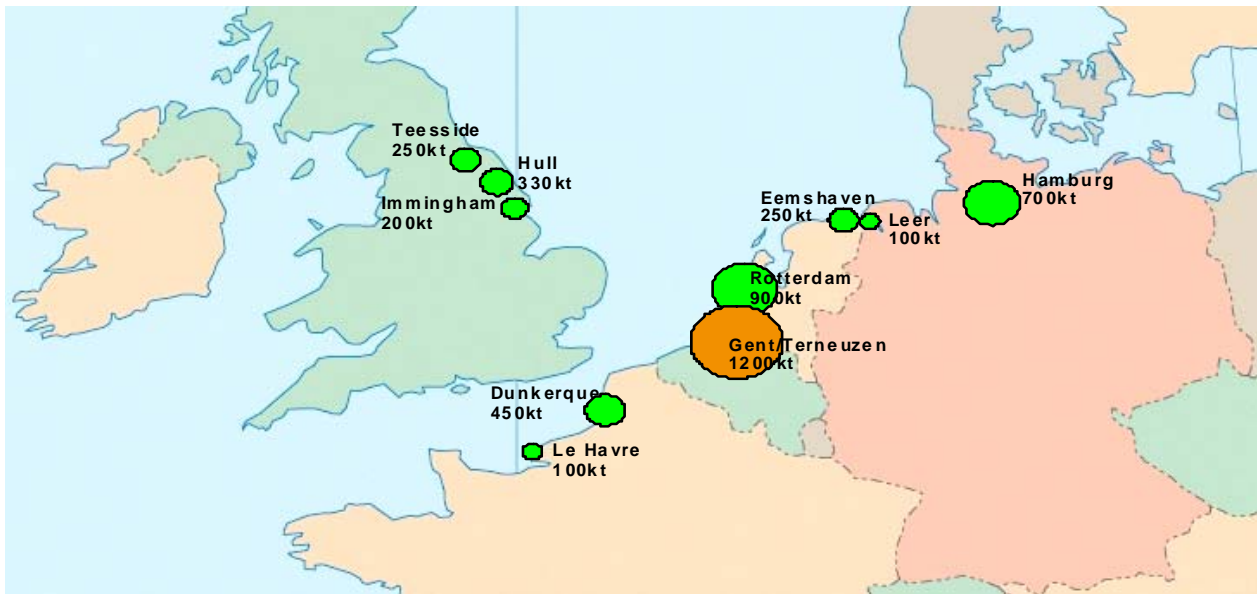 Teesside
250kt
Hull
330kt
Immingham
200kt
Eemshaven
250kt
Leer
100kt
Hamburg
700kt
Rotterdam
900kt
Gent/Terneuzen
1200kt
Dunkerque
450kt
Le Havre
100kt